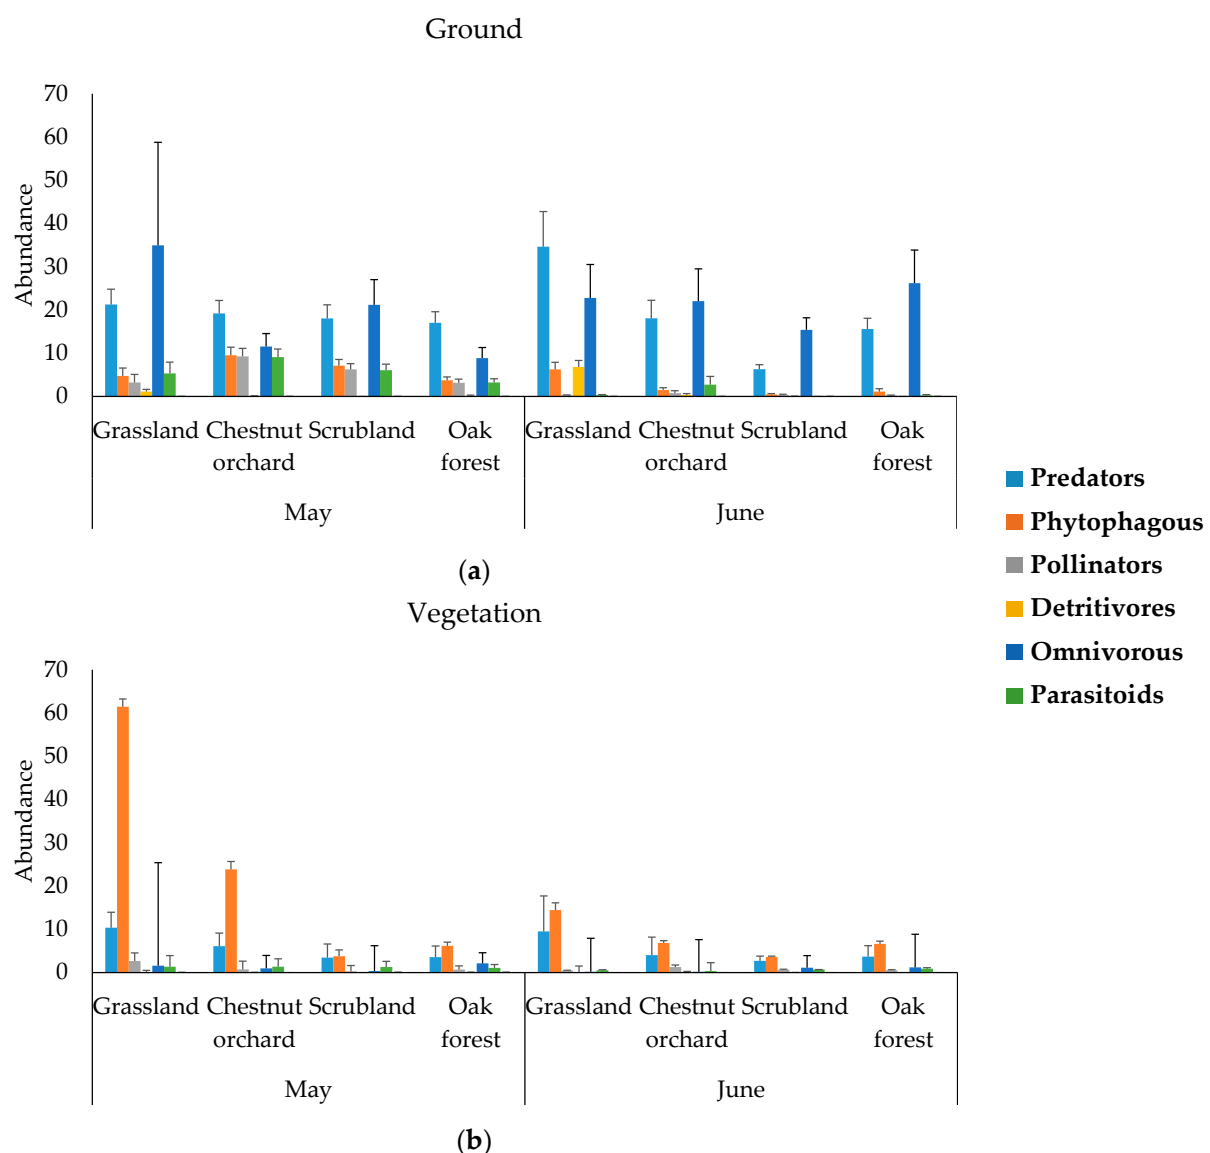 Ground
70
60
50
40
30
20
10
0
Abundance
Grassland Chestnut orchard Scrubland Oak forest Grassland Chestnut orchard Scrubland Oak forest
May June
(a)
Vegetation
70
60
50
40
30
20
10
0
Abundance
Grassland Chestnut orchard Scrubland Oak forest Grassland Chestnut orchard Scrubland Oak forest
May June
(b)
Predators
Phytophagous
Pollinators
Detritivores
Omnivorous
Parasitoids